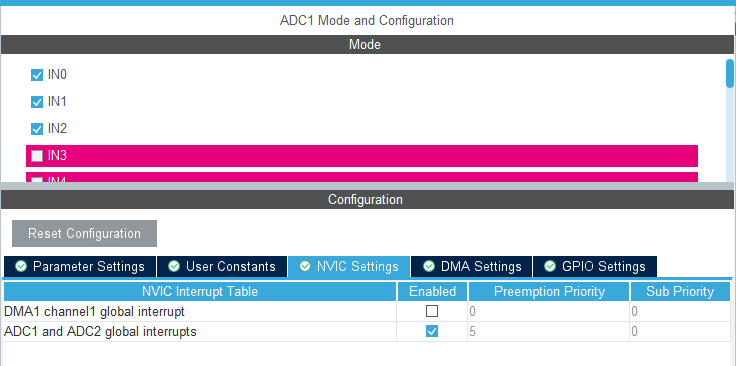 ADC1 Mode and Configuration
Mode
IN0
IN1
IN2
IN3
IN4
Configuration
Reset Configuration
Parameter Settings User Constants NVIC Settings DMA Settings GPIO Settings
NVIC Interrupt Table Enabled Preemption Priority Sub Priority
DMA1 channel1 global interrupt 0 0
ADC1 and ADC2 global interrupts 5 0